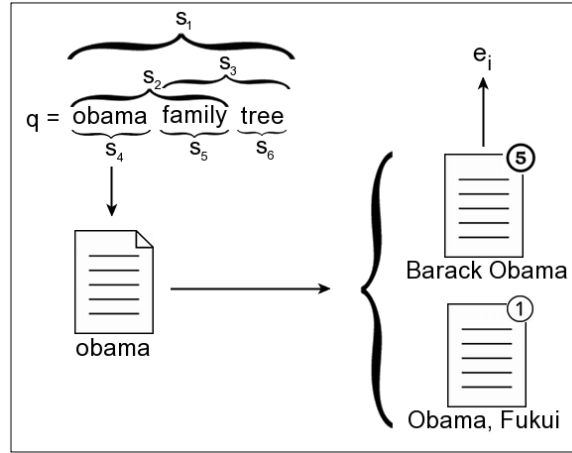 s1
s3
s2
q = obama family tree
s4 s5 s6
obama
ei
5
Barack Obama
1
Obama, Fukui